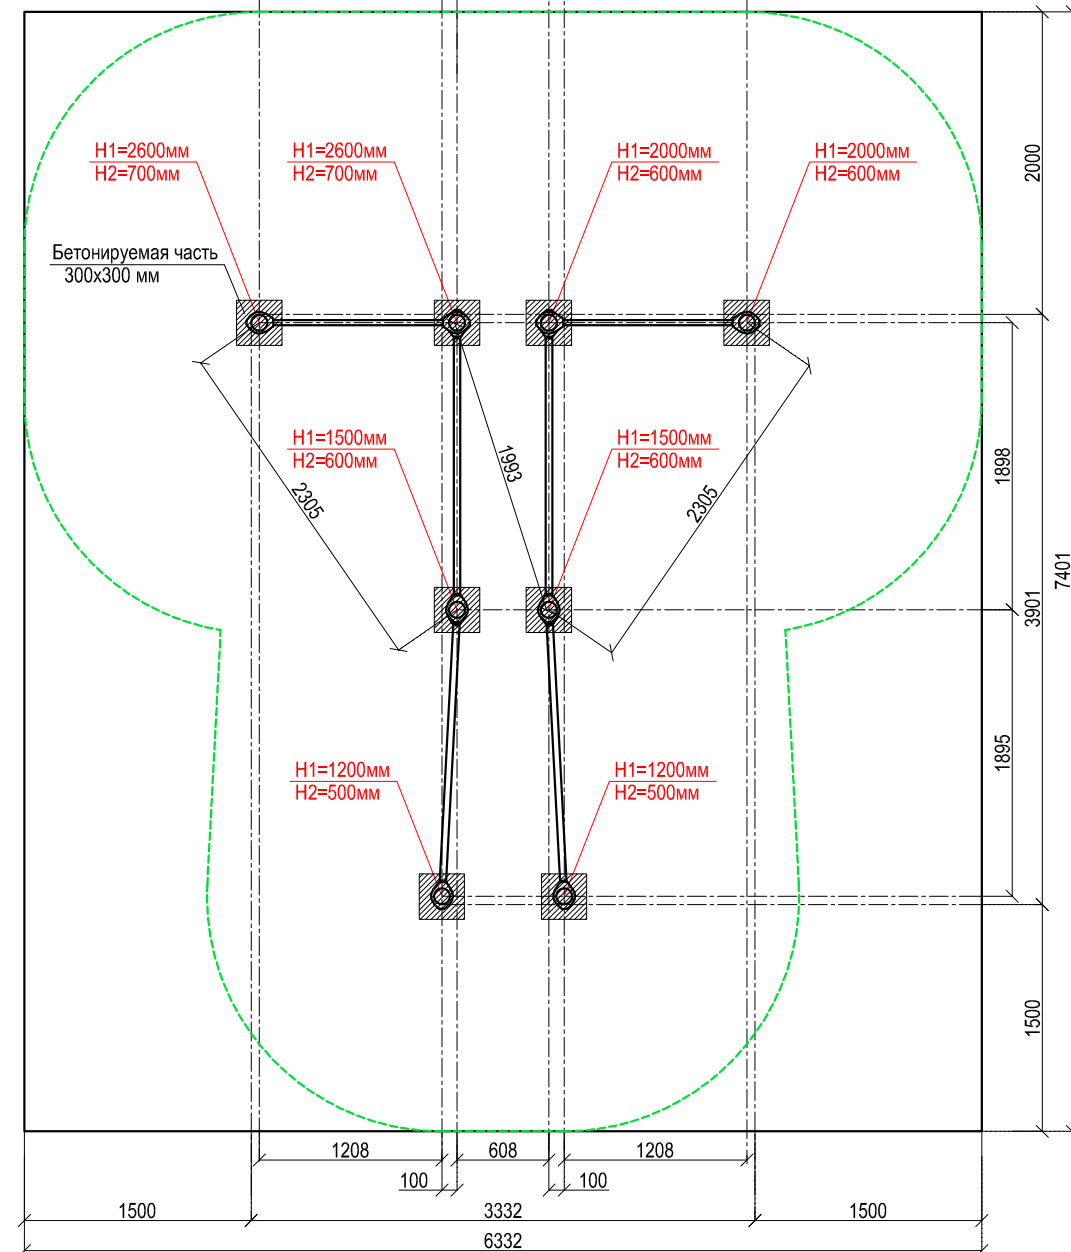 H1=2600мм
H2=700мм
H1=2600мм
H2=700мм
H1=2000мм
H2=600мм
H1=2000мм
H2=600мм
2000
Бетонируемая часть
300x300 мм
H1=1500мм
H2=600мм
1993
H1=1500мм
H2=600мм
1898
2305
2305
7401
3901
H1=1200мм
H2=500мм
H1=1200мм
H2=500мм
1895
1500
1208
608
1208
100
100
1500
3332
1500
6332